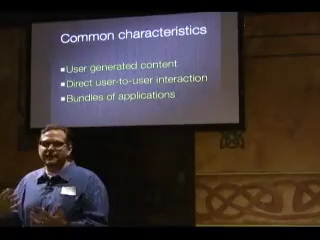 Common characteristics
▪User generated content
▪Direct user-to-user interaction
▪Bundles of applications